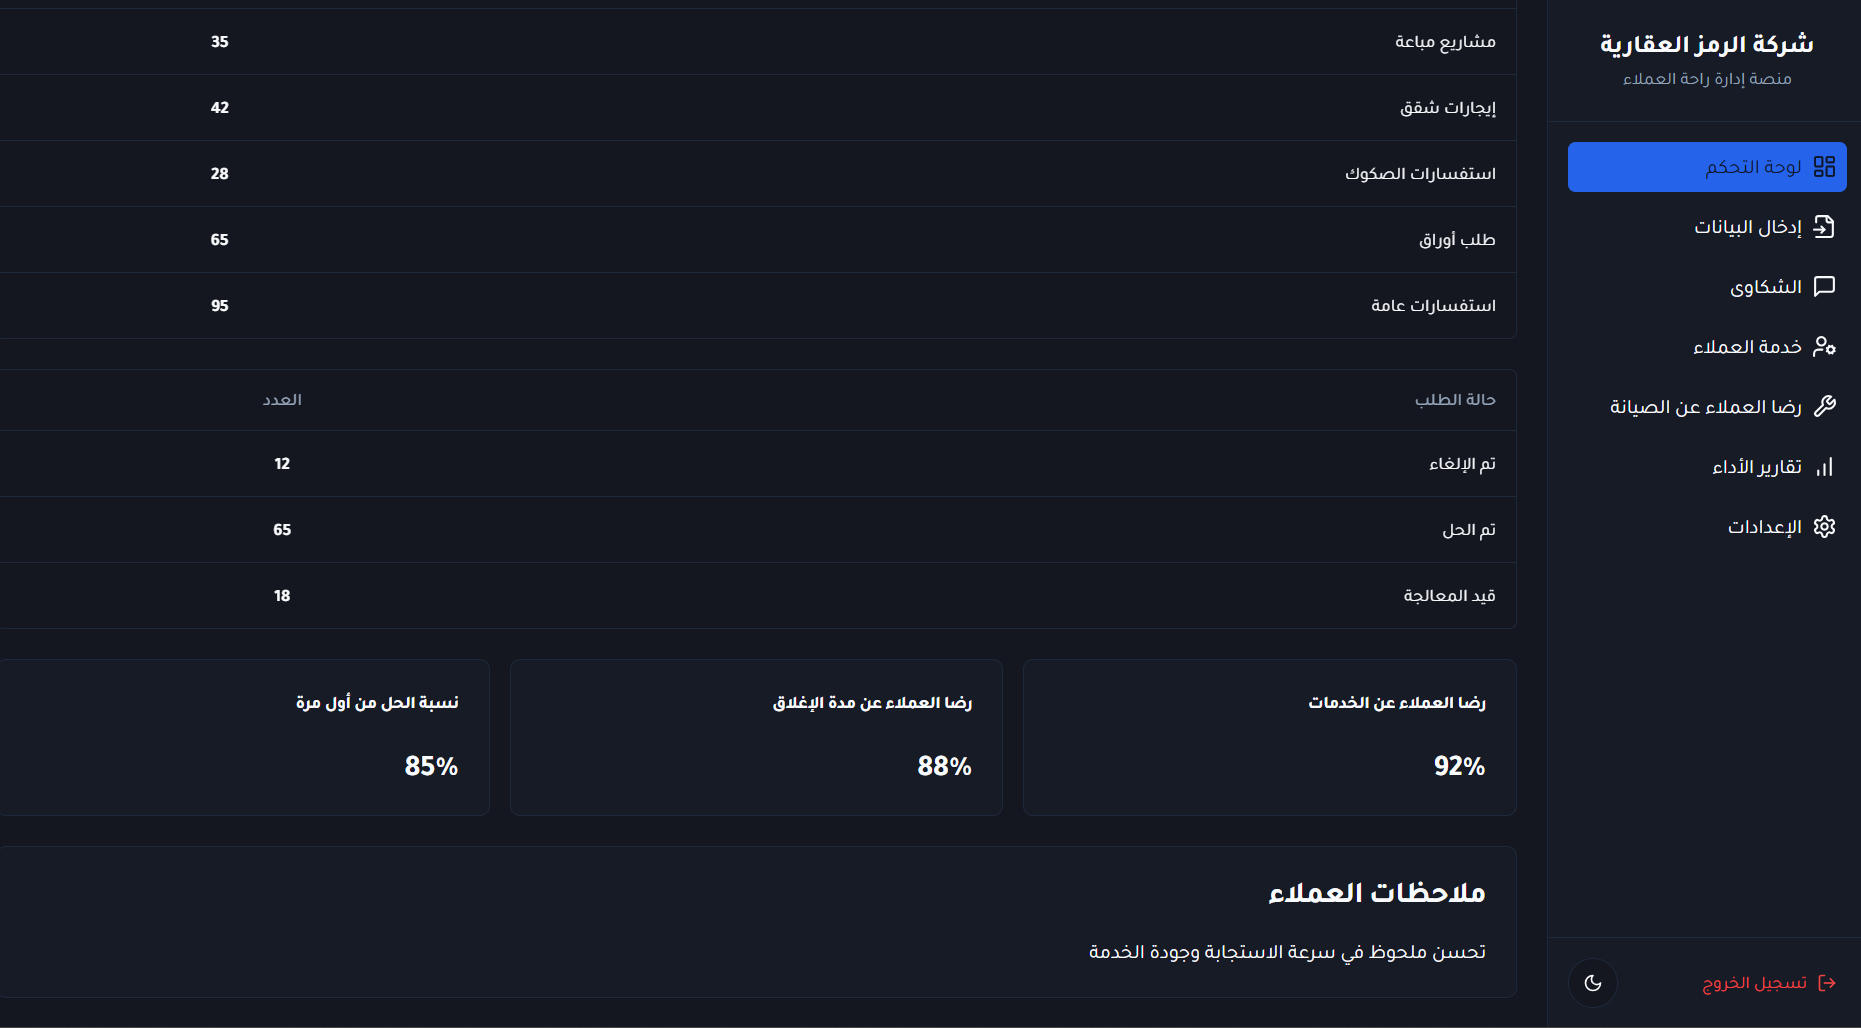 شركة الرمز العقارية
منصة إدارة راحة العملاء
لوحة التحكم
إدخال البيانات
الشكاوى
خدمة العملاء
رضا العملاء عن الصيانة
تقارير الأداء
الإعدادات
تسجيل الخروج
مشاريع مباعة 35
إيجارات شقق 42
استفسارات الصكوك 28
طلب أوراق 65
استفسارات عامة 95
حالة الطلب العدد
تم الإلغاء 12
تم الحل 65
قيد المعالجة 18
رضا العملاء عن الخدمات
92%
رضا العملاء عن مدة الإغلاق
88%
نسبة الحل من أول مرة
85%
ملاحظات العملاء
تحسن ملحوظ في سرعة الاستجابة وجودة الخدمة